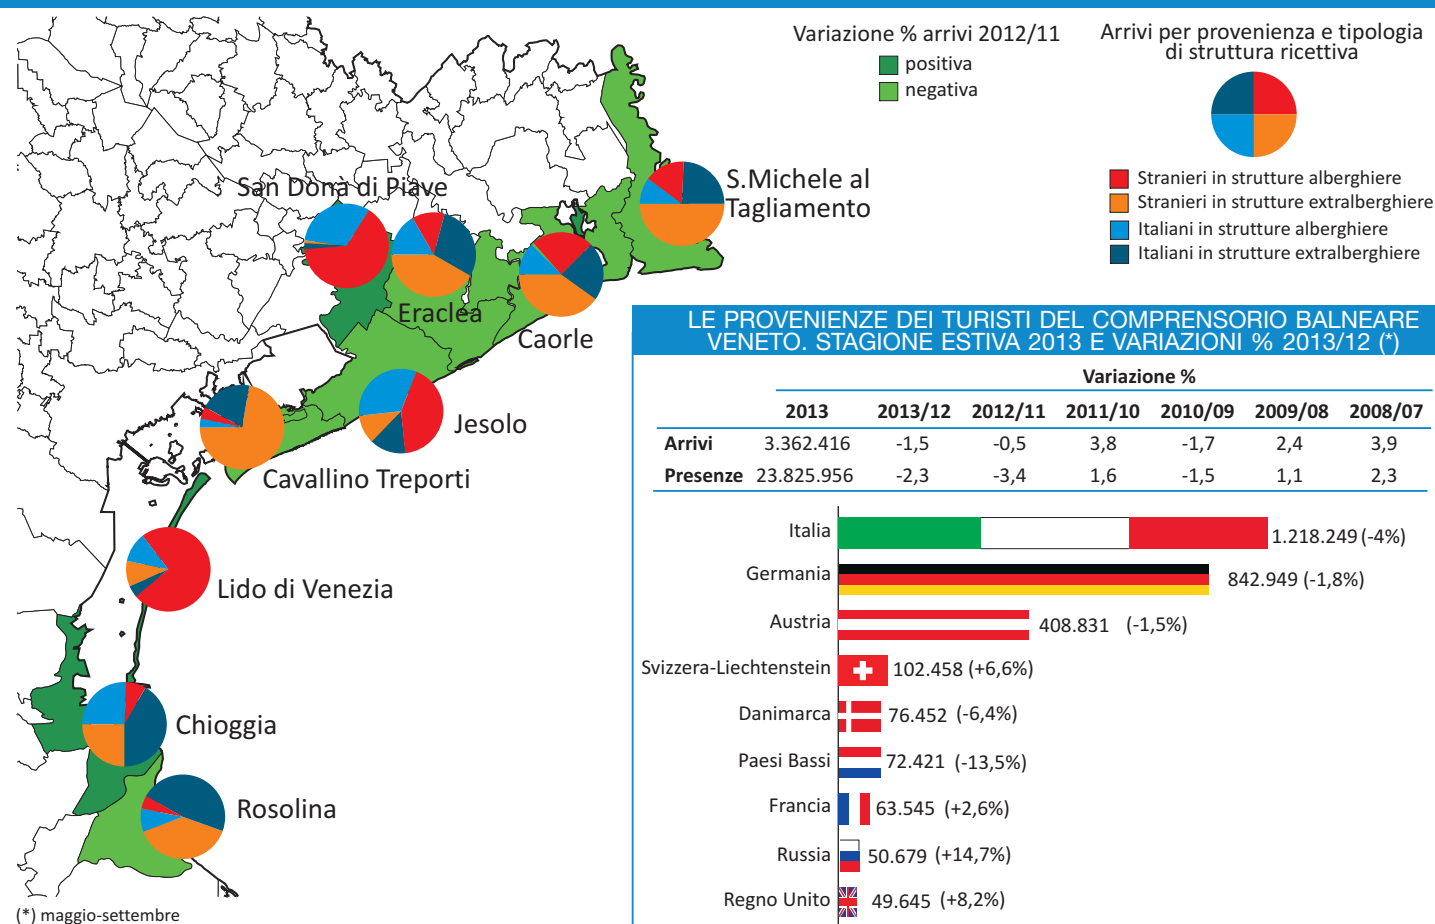 Variazione % arrivi 2012/11
positiva
negativa
Arrivi per provenienza e tipologia
di struttura ricettiva
Stranieri in strutture alberghiere
Stranieri in strutture extralberghiere
Italiani in strutture alberghiere
Italiani in strutture extralberghiere
San Donà di Piave
S.Michele al
Tagliamento
Eraclea
Caorle
Jesolo
Cavallino Treporti
Lido di Venezia
Chioggia
Rosolina
(*) maggio-settembre
LE PROVENIENZE DEI TURISTI DEL COMPRENSORIO BALNEARE
VENETO. STAGIONE ESTIVA 2013 E VARIAZIONI % 2013/12 (*)
Variazione %
2013 2013/12 2012/11 2011/10 2010/09 2009/08 2008/07
Arrivi 3.362.416 -1,5 -0,5 3,8 -1,7 2,4 3,9
Presenze 23.825.956 -2,3 -3,4 1,6 -1,5 1,1 2,3
Italia 1.218.249 (-4%)
Germania 842.949 (-1,8%)
Austria 408.831 (-1,5%)
Svizzera-Liechtenstein 102.458 (+6,6%)
Danimarca 76.452 (-6,4%)
Paesi Bassi 72.421 (-13,5%)
Francia 63.545 (+2,6%)
Russia 50.679 (+14,7%)
Regno Unito 49.645 (+8,2%)